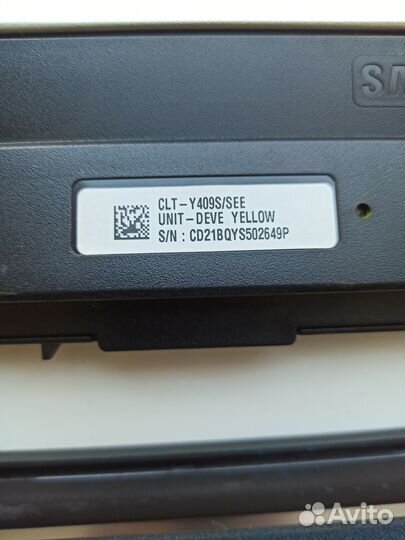 CLT-Y409S/SEE
UNIT-DEVE YELLOW
S/N : CD21BQYS502649P
Avito